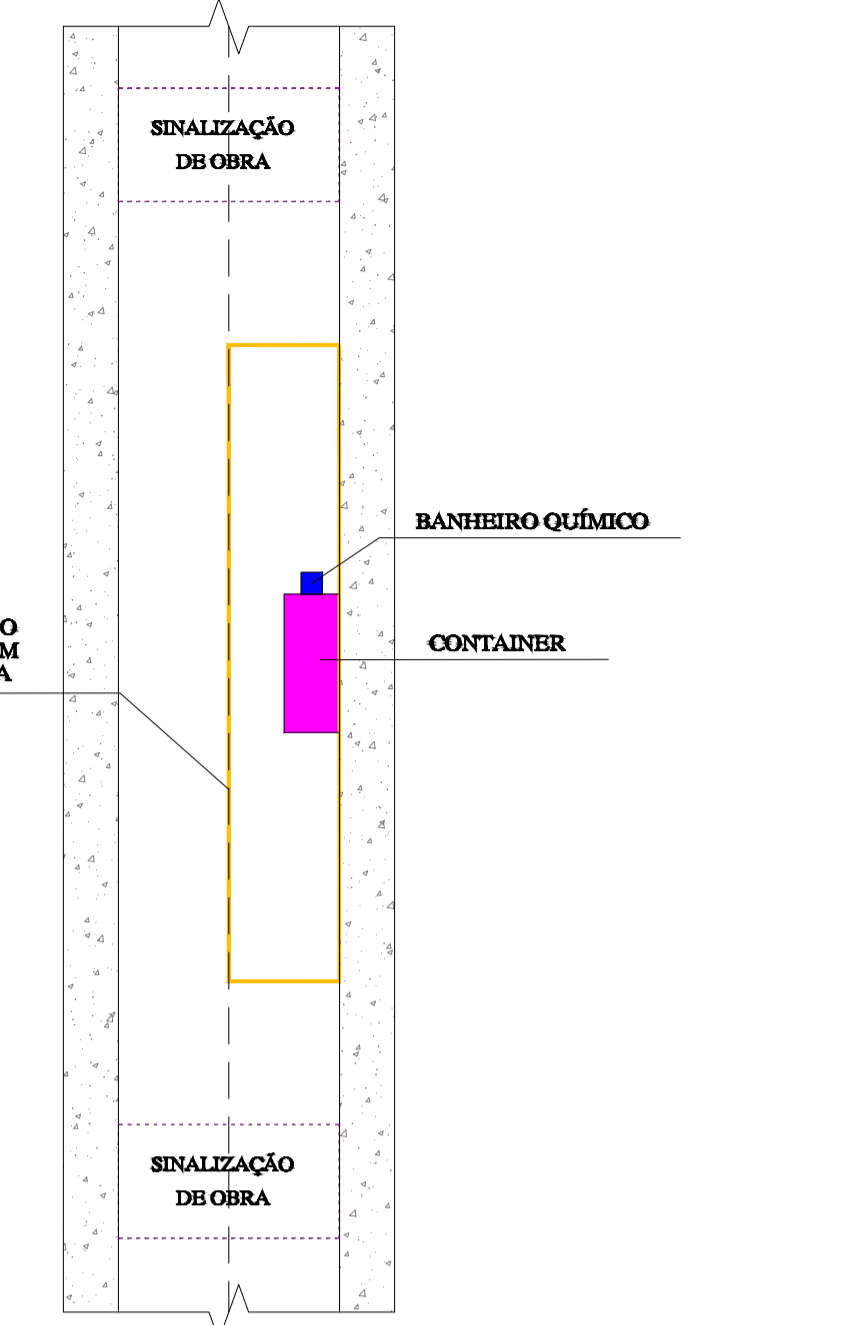 SINALIZAÇÃO
DE OBRA
BANHEIRO QUÍMICO
CONTAINER
SINALIZAÇÃO
DE OBRA